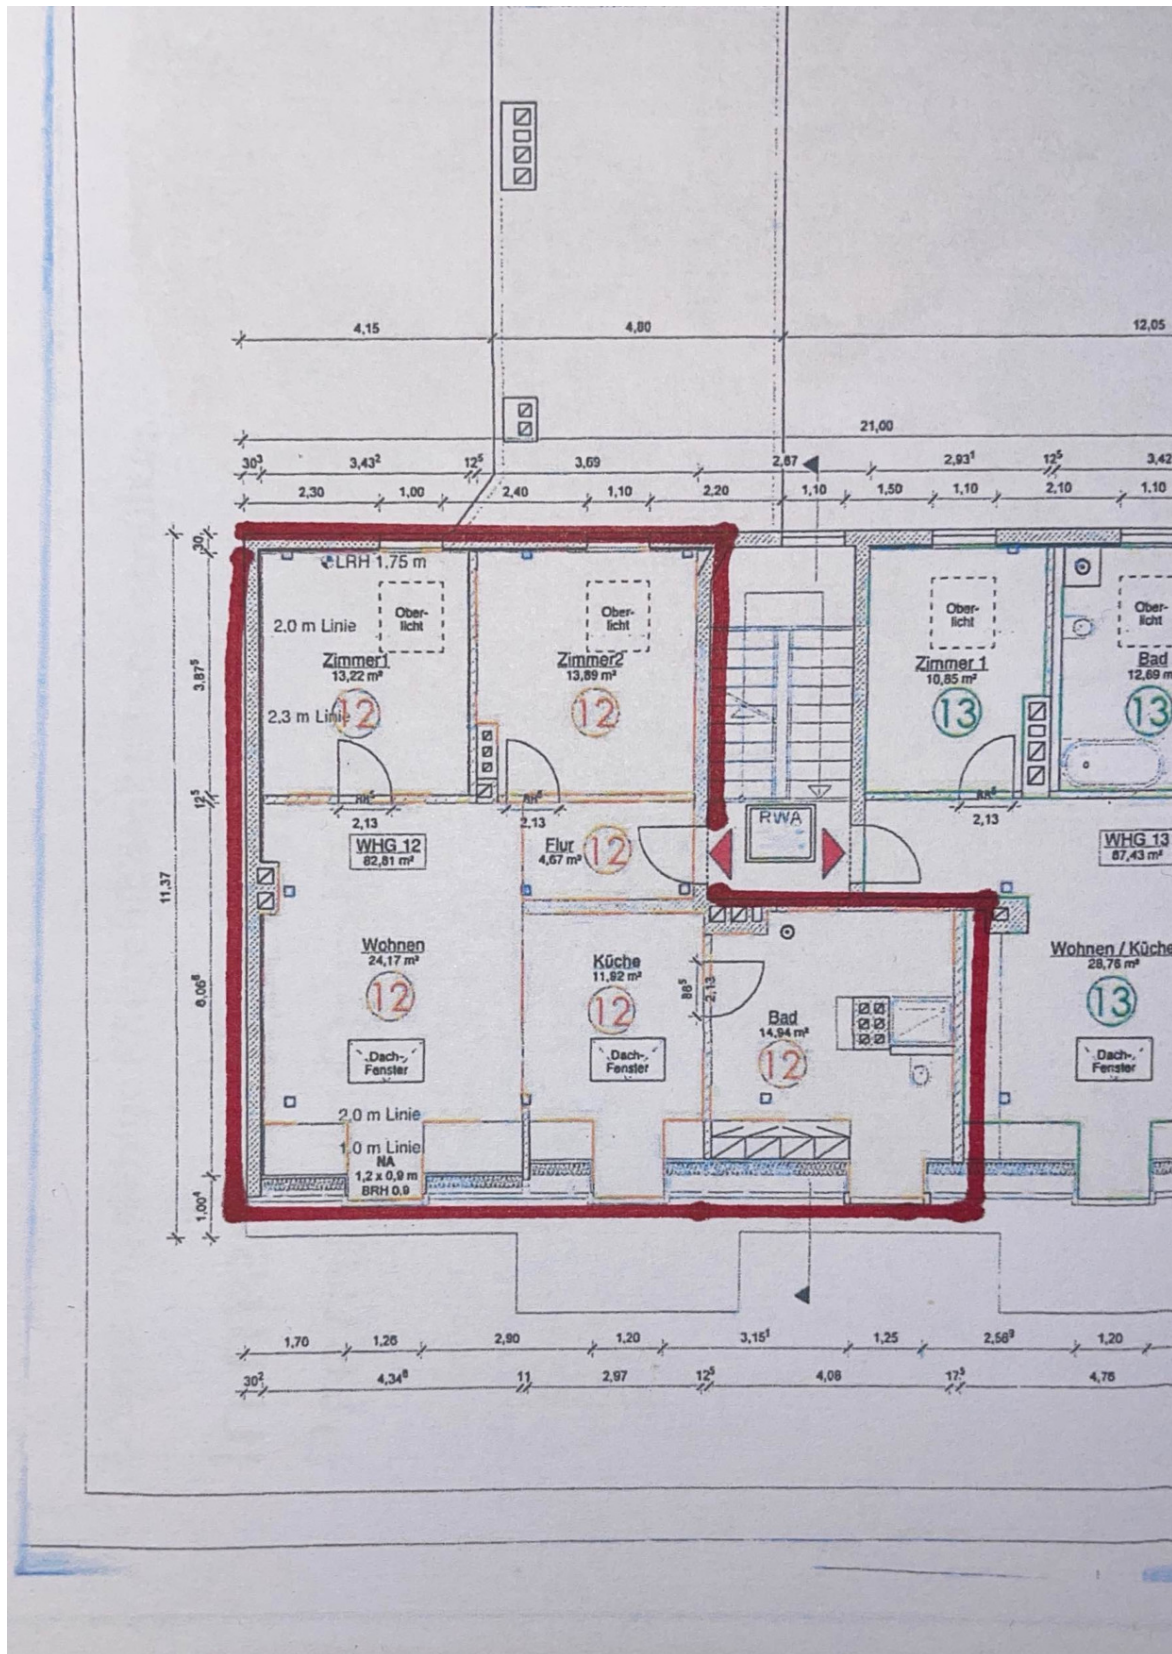 4,15
4,80
12,05
21,00
30³
3,43²
12⁵
3,69
2,67
2,93¹
12⁵
3,42
2,30
1,00
2,40
1,10
2,20
1,10
1,50
1,10
2,10
1,10
30
LRH 1.75 m
Ober-
licht
Ober-
licht
Ober-
licht
Ober-
licht
2.0 m Linie
Zimmer1
13,22 m²
Zimmer2
13,89 m²
Zimmer 1
10,85 m²
Bad
12,69 m
3,87⁵
2.3 m Linie
12
12
13
13
12⁵
2,13
2,13
2,13
RWA
WHG 12
82,81 m²
Flur
4,67 m²
12
WHG 13
87,43 m²
11,37
Wohnen
24,17 m²
12
Küche
11,92 m²
12
88⁵
2,13
Bad
14,94 m²
12
Wohnen / Küche
28,76 m²
13
6,06⁸
Dach-
Fenster
Dach-
Fenster
Dach-
Fenster
2.0 m Linie
1.0 m Linie
NA
1,2 x 0,9 m
BRH 0.9
1,00⁴
1,70
1,26
2,90
1,20
3,15¹
1,25
2,56⁹
1,20
30²
4,34⁸
11
2,97
12⁵
4,06
17⁵
4,76